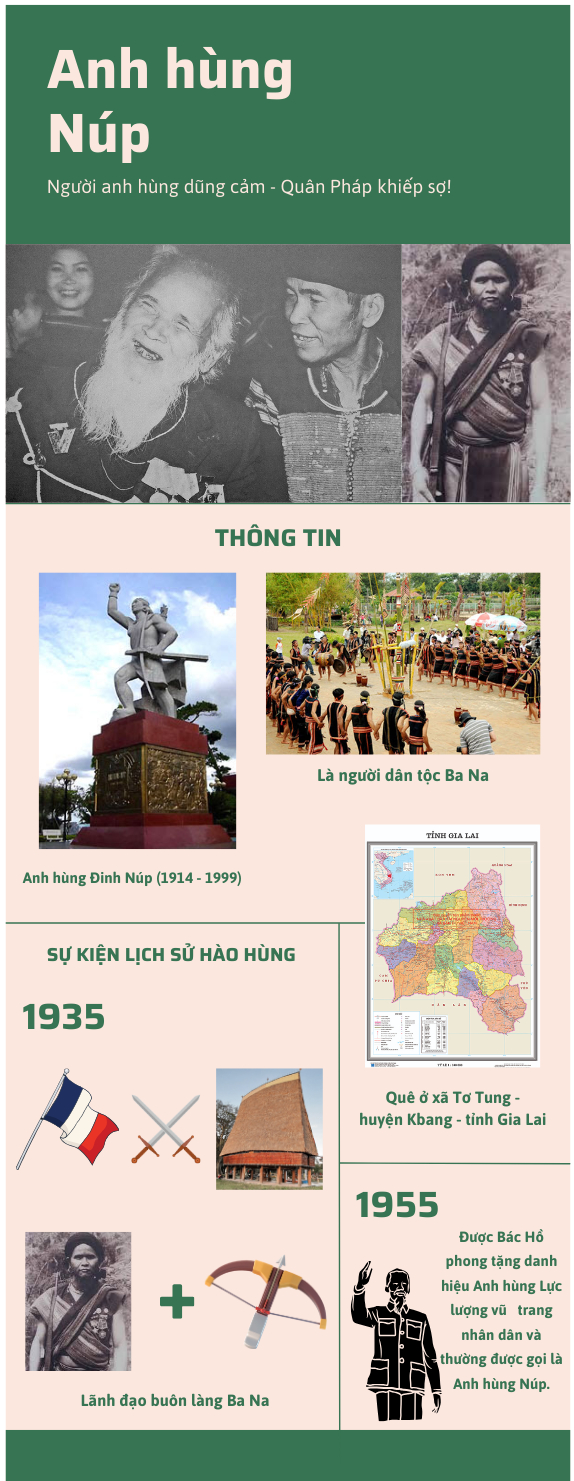 Anh hùng
Núp
Người anh hùng dũng cảm - Quân Pháp khiếp sợ!
THÔNG TIN
Là người dân tộc Ba Na
Anh hùng Đinh Núp (1914 - 1999)
TỈNH GIA LAI
Quê ở xã Tơ Tung -
huyện Kbang - tỉnh Gia Lai
SỰ KIỆN LỊCH SỬ HÀO HÙNG
1935
Lãnh đạo buôn làng Ba Na
1955
Được Bác Hồ
phong tặng danh
hiệu Anh hùng Lực
lượng vũ trang
nhân dân và
thường được gọi là
Anh hùng Núp.